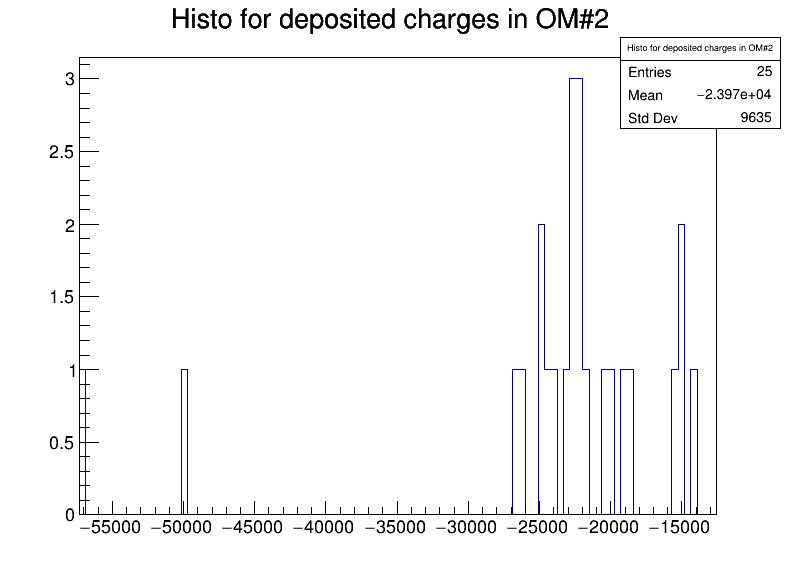 Histo for deposited charges in OM#2
Histo for deposited charges in OM#2
Entries 25
Mean −2.397e+04
Std Dev 9635
3
2.5
2
1.5
1
0.5
0
−55000 −50000 −45000 −40000 −35000 −30000 −25000 −20000 −15000